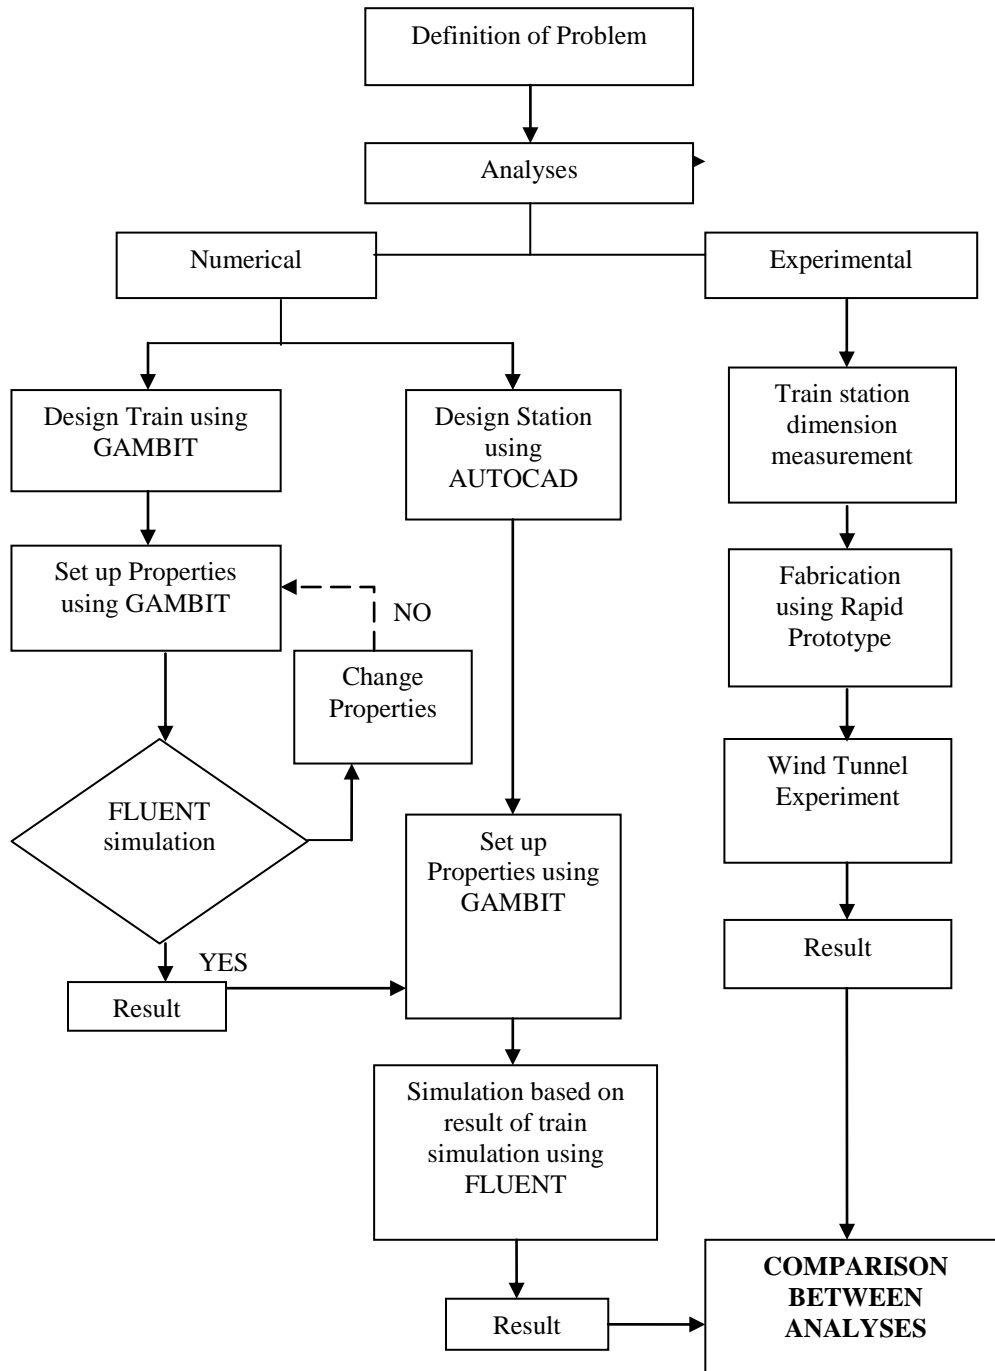 Definition of Problem
Analyses
Numerical
Experimental
Design Train using
GAMBIT
Design Station
using
AUTOCAD
Train station
dimension
measurement
Set up Properties
using GAMBIT
NO
Change
Properties
Fabrication
using Rapid
Prototype
FLUENT
simulation
Set up
Properties using
GAMBIT
Wind Tunnel
Experiment
YES
Result
Result
Simulation based on
result of train
simulation using
FLUENT
Result
COMPARISON
BETWEEN
ANALYSES